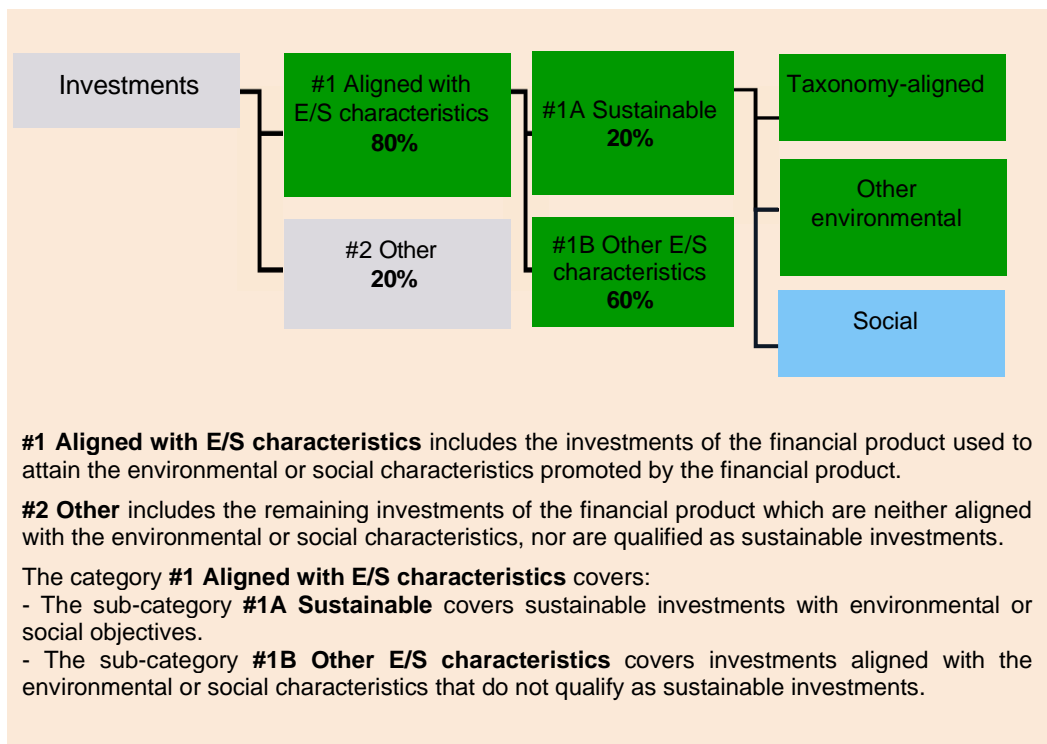 Investments
#1 Aligned with
E/S characteristics
80%
#2 Other
20%
#1A Sustainable
20%
#1B Other E/S
characteristics
60%
Taxonomy-aligned
Other
environmental
Social
#1 Aligned with E/S characteristics includes the investments of the financial product used to
attain the environmental or social characteristics promoted by the financial product.
#2 Other includes the remaining investments of the financial product which are neither aligned
with the environmental or social characteristics, nor are qualified as sustainable investments.
The category #1 Aligned with E/S characteristics covers:
- The sub-category #1A Sustainable covers sustainable investments with environmental or
social objectives.
- The sub-category #1B Other E/S characteristics covers investments aligned with the
environmental or social characteristics that do not qualify as sustainable investments.